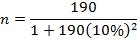 n = 190 / 1 + 190(10%)²